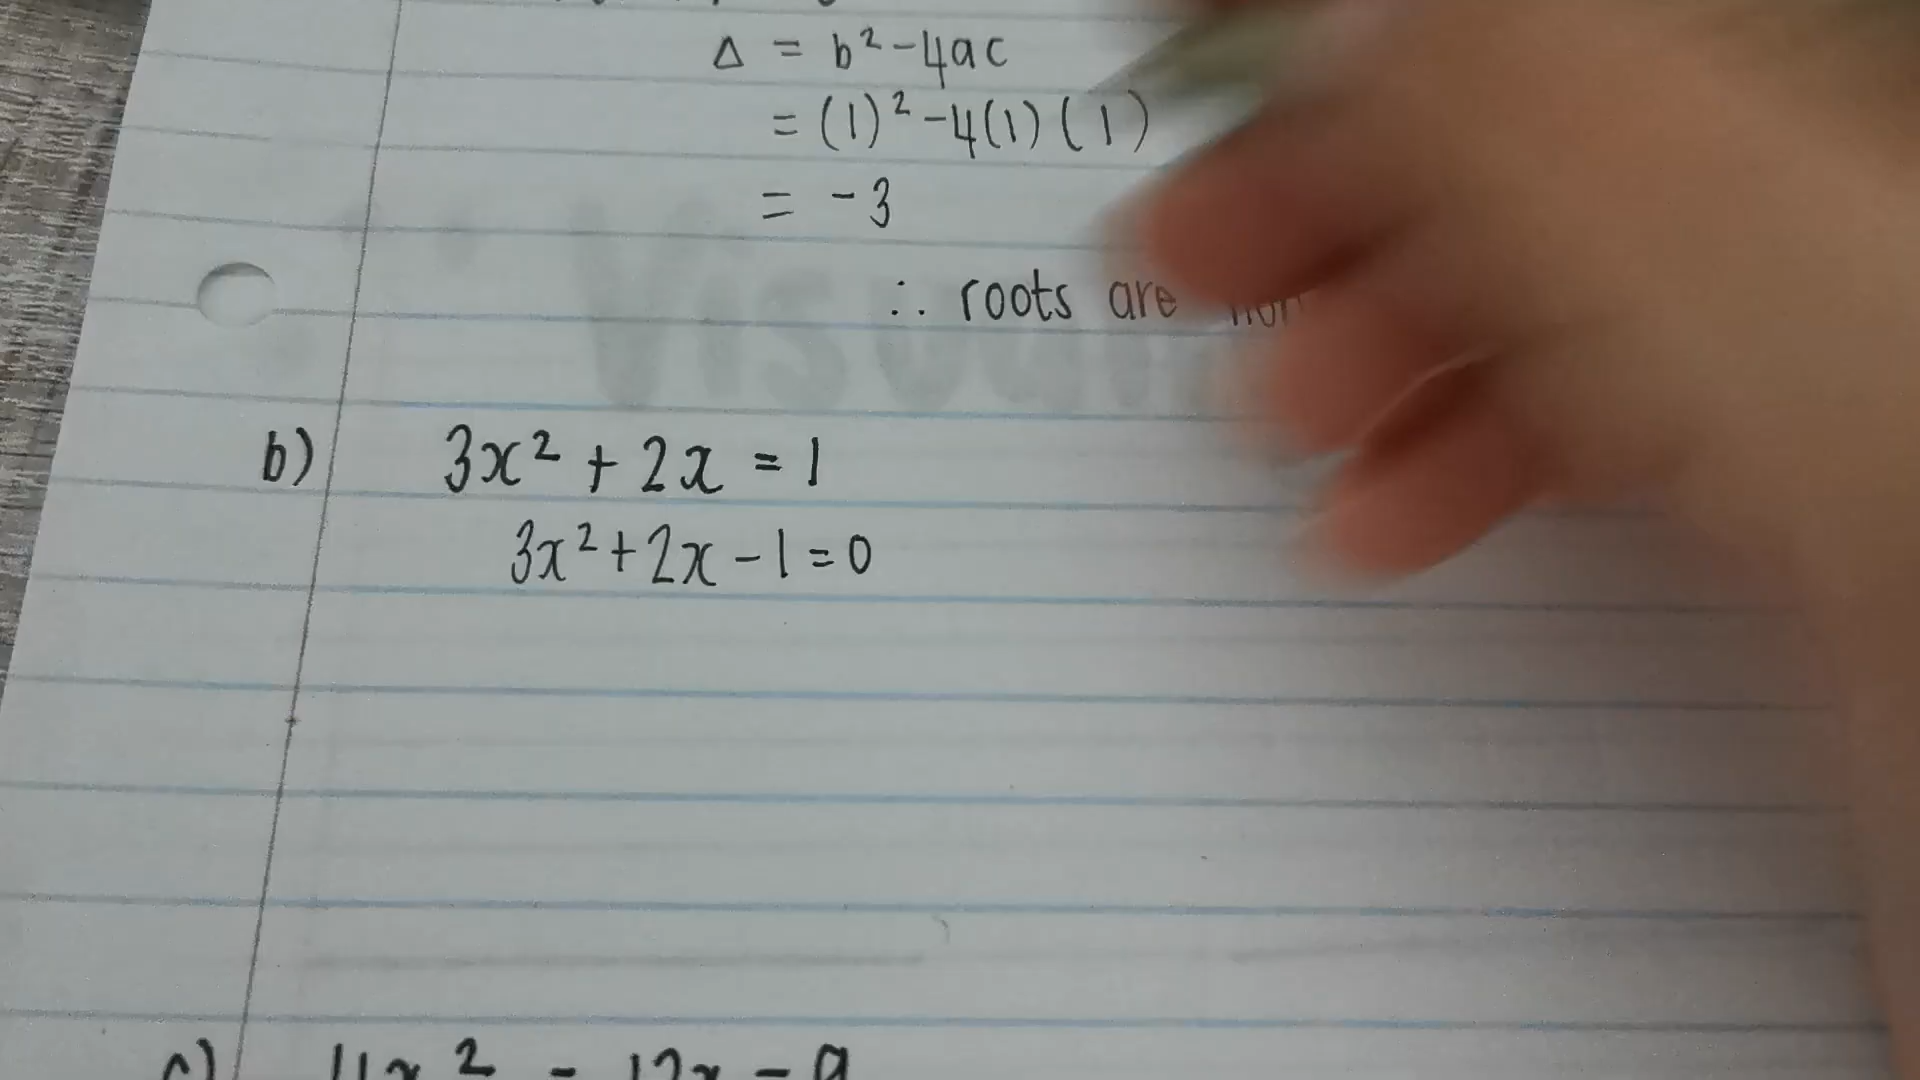 Δ = b² - 4ac
= (1)² - 4(1)(1)
= -3
∴ roots are
b) 3x² + 2x = 1
3x² + 2x - 1 = 0